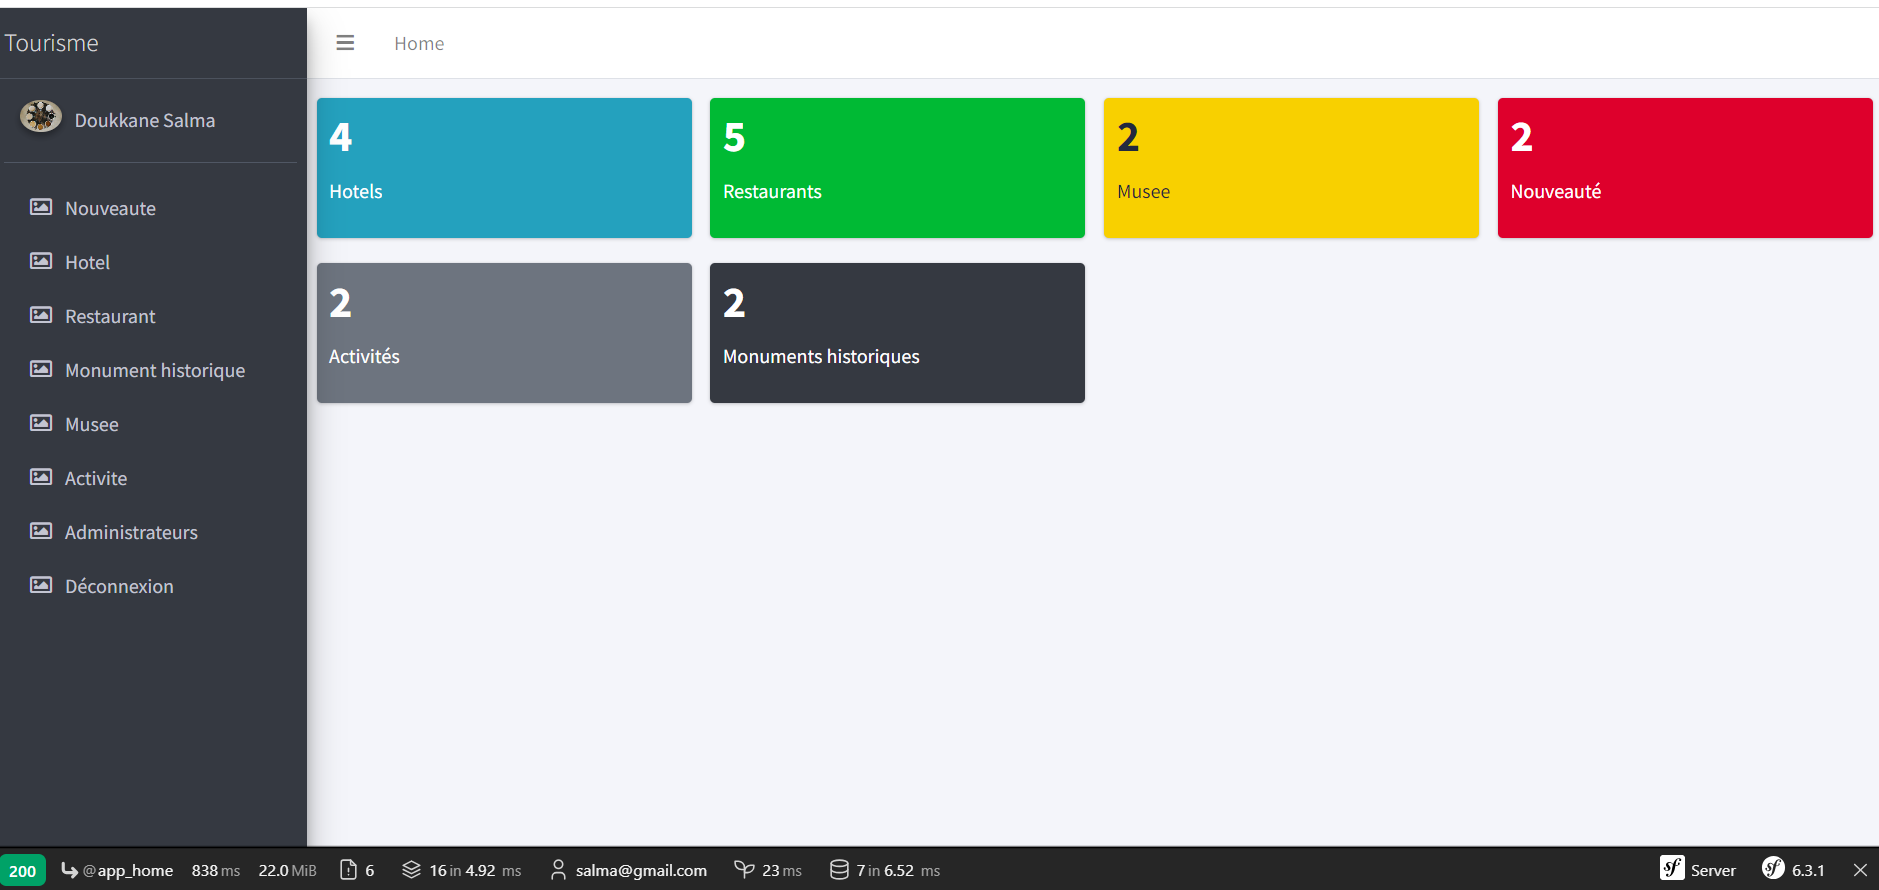 Tourisme
Home
Doukkane Salma
Nouveaute
Hotel
Restaurant
Monument historique
Musee
Activite
Administrateurs
Déconnexion
4
Hotels
5
Restaurants
2
Musee
2
Nouveauté
2
Activités
2
Monuments historiques
200 @app_home 838 ms 22.0 MiB 6 16 in 4.92 ms salma@gmail.com 23 ms 7 in 6.52 ms sf Server sf 6.3.1